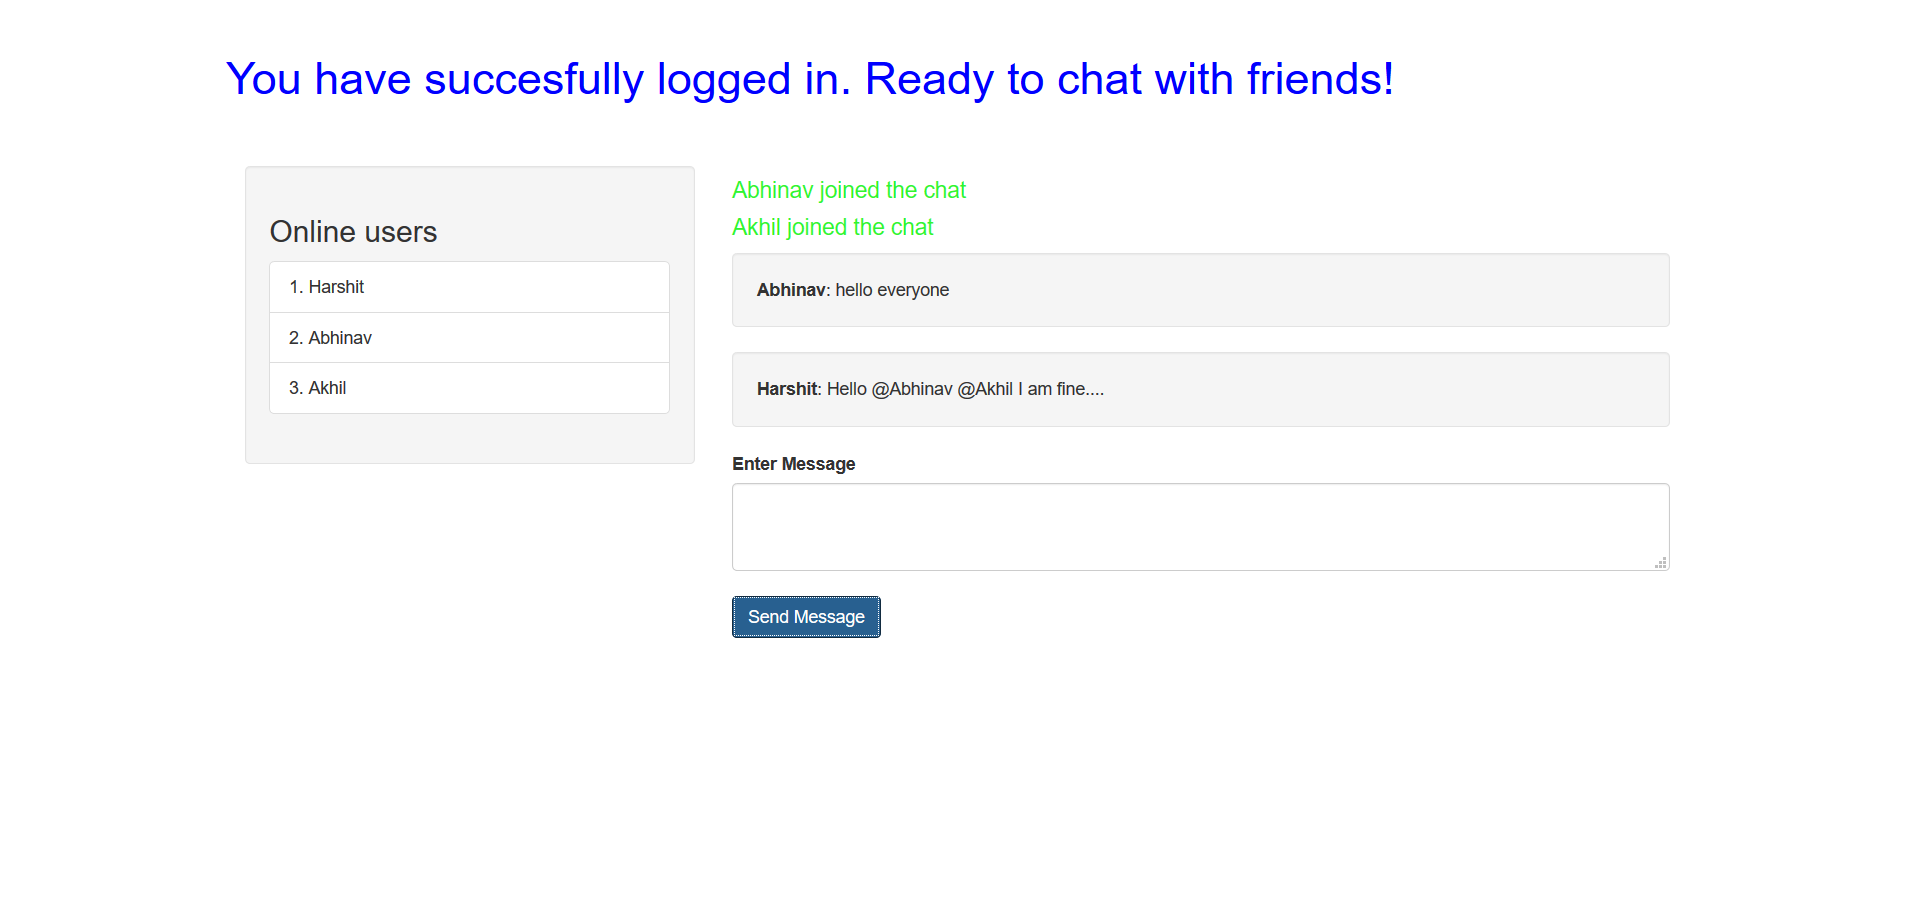 You have succesfully logged in. Ready to chat with friends!
Online users
1. Harshit
2. Abhinav
3. Akhil
Abhinav joined the chat
Akhil joined the chat
Abhinav: hello everyone
Harshit: Hello @Abhinav @Akhil I am fine....
Enter Message
Send Message